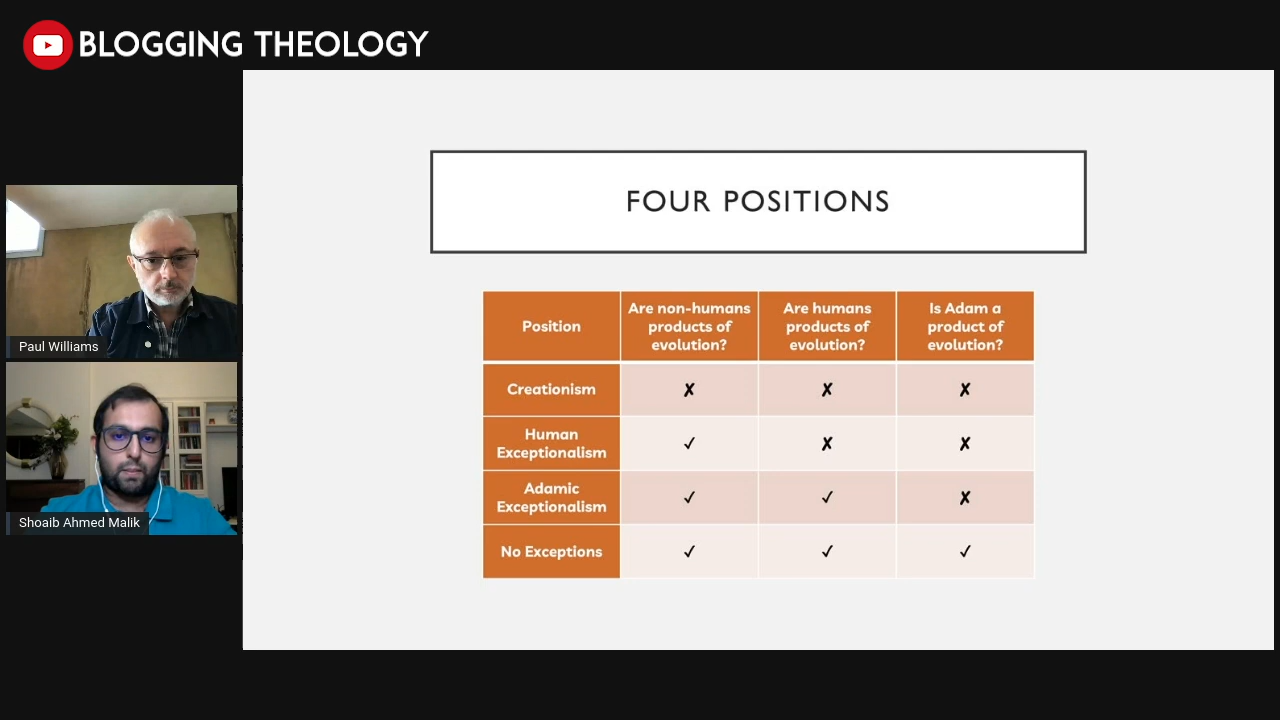 BLOGGING THEOLOGY
FOUR POSITIONS
Position
Are non-humans
products of
evolution?
Are humans
products of
evolution?
Is Adam a
product of
evolution?
Creationism
✗ ✗ ✗
Human
Exceptionalism
✓ ✗ ✗
Adamic
Exceptionalism
✓ ✓ ✗
No Exceptions
✓ ✓ ✓
Paul Williams
Shoaib Ahmed Malik